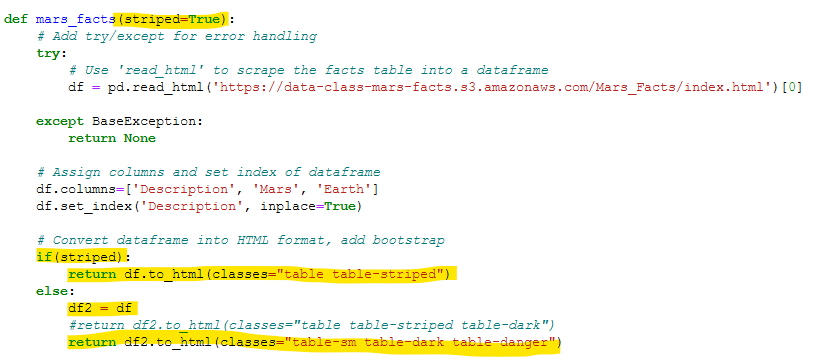 def mars_facts(striped=True):
    # Add try/except for error handling
    try:
        # Use 'read_html' to scrape the facts table into a dataframe
        df = pd.read_html('https://data-class-mars-facts.s3.amazonaws.com/Mars_Facts/index.html')[0]

    except BaseException:
        return None

    # Assign columns and set index of dataframe
    df.columns=['Description', 'Mars', 'Earth']
    df.set_index('Description', inplace=True)

    # Convert dataframe into HTML format, add bootstrap
    if(striped):
        return df.to_html(classes="table table-striped")
    else:
        df2 = df
        #return df2.to_html(classes="table table-striped table-dark")
        return df2.to_html(classes="table-sm table-dark table-danger")